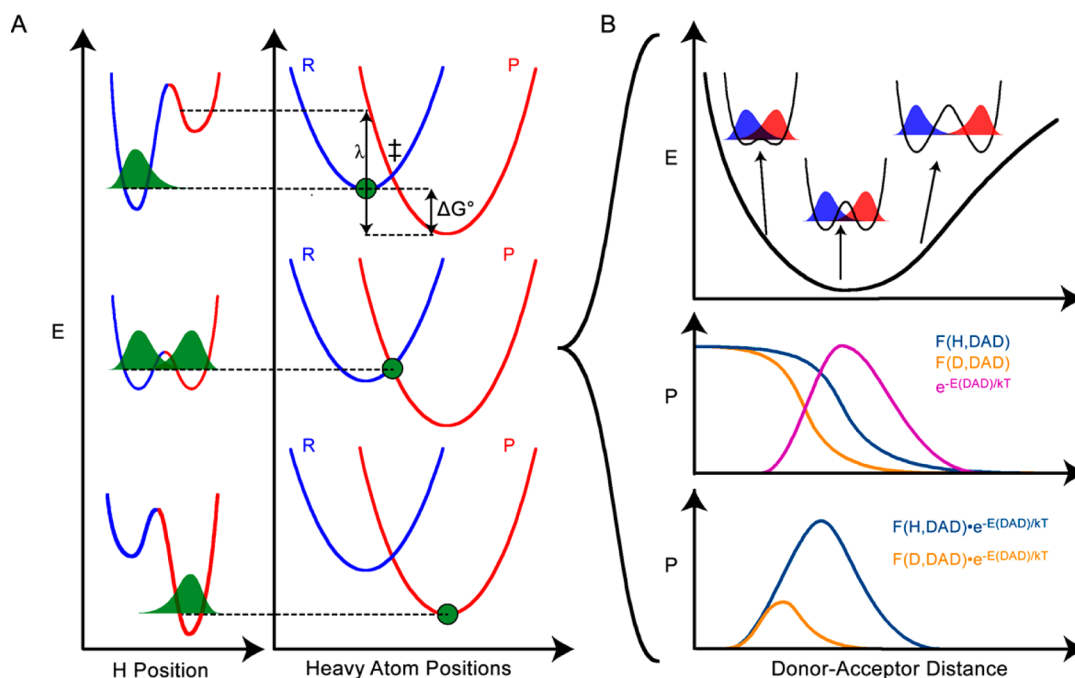 A
B
R
P
λ
‡
ΔG°
E
R
P
R
P
H Position
Heavy Atom Positions
E
P
F(H,DAD)
F(D,DAD)
e-E(DAD)/kT
P
F(H,DAD)•e-E(DAD)/kT
F(D,DAD)•e-E(DAD)/kT
Donor-Acceptor Distance